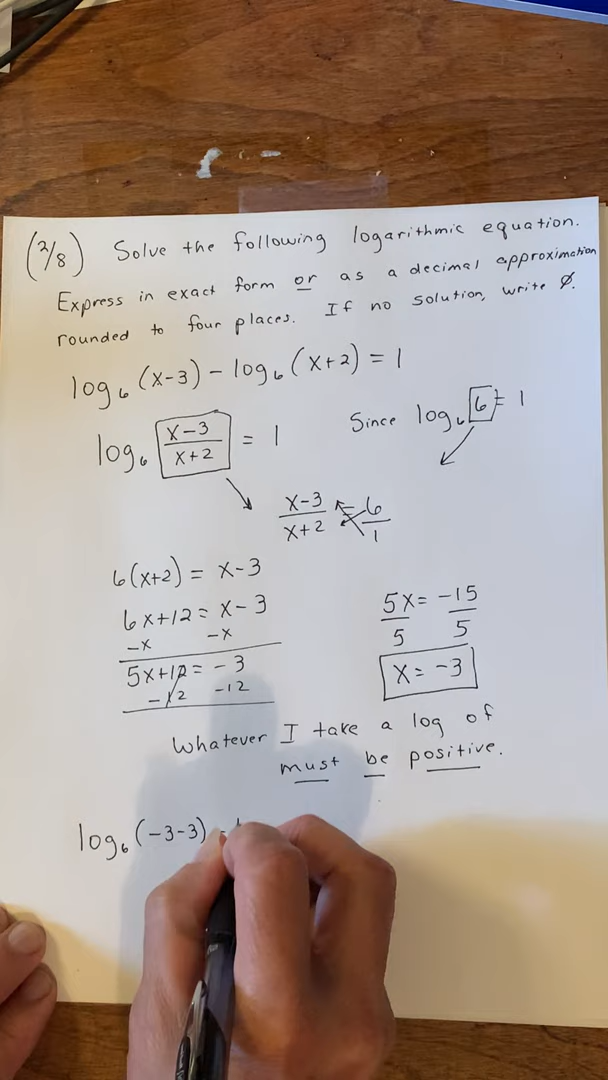 (2/8) Solve the following logarithmic equation.
Express in exact form or as a decimal approximation
rounded to four places. If no solution, write ∅.
log₆(x-3) - log₆(x+2) = 1
log₆ (x-3)/(x+2) = 1 Since log₆ 6 = 1
(x-3)/(x+2) = 6/1
6(x+2) = x-3
6x+12 = x-3
-x -x
5x+12 = -3
-12 -12
5x = -15
5 5
x = -3
Whatever I take a log of
must be positive.
log₆(-3-3) -